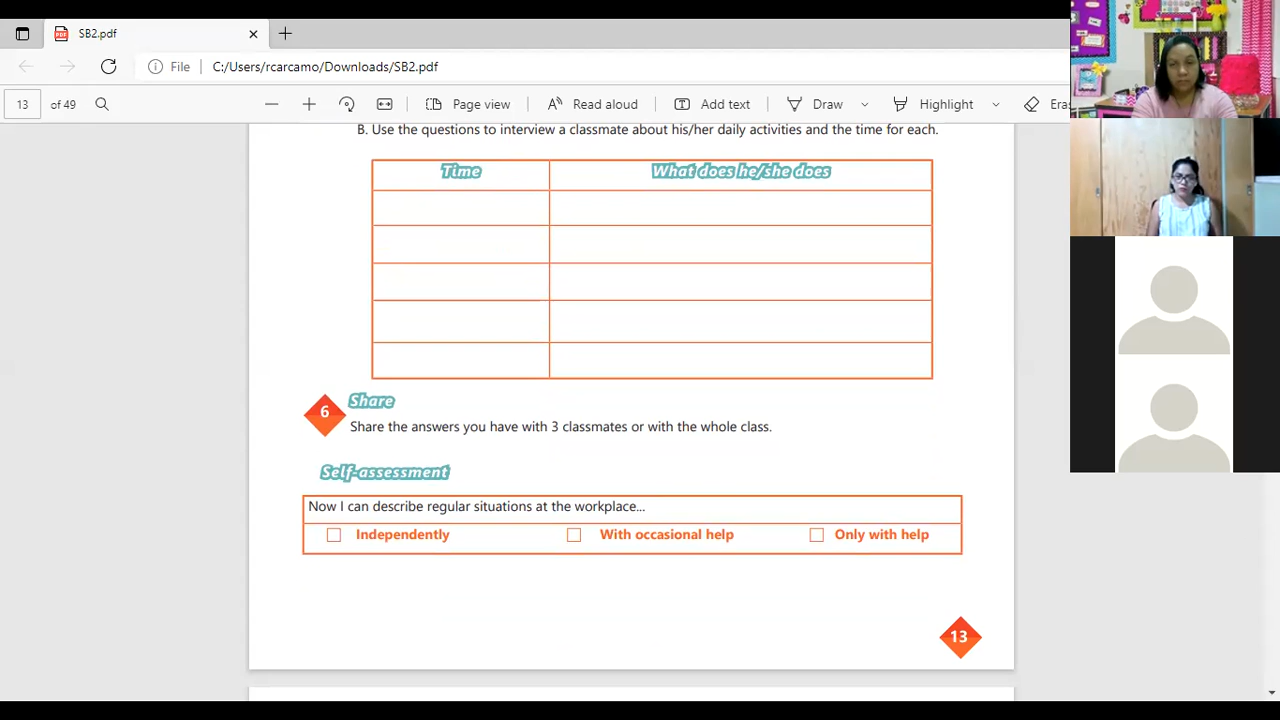 SB2.pdf
File
C:/Users/rcarcamo/Downloads/SB2.pdf
13 of 49
Page view
Read aloud
Add text
Draw
Highlight
Eras
B. Use the questions to interview a classmate about his/her daily activities and the time for each.
Time
What does he/she does
6
Share
Share the answers you have with 3 classmates or with the whole class.
Self-assessment
Now I can describe regular situations at the workplace...
Independently
With occasional help
Only with help
13